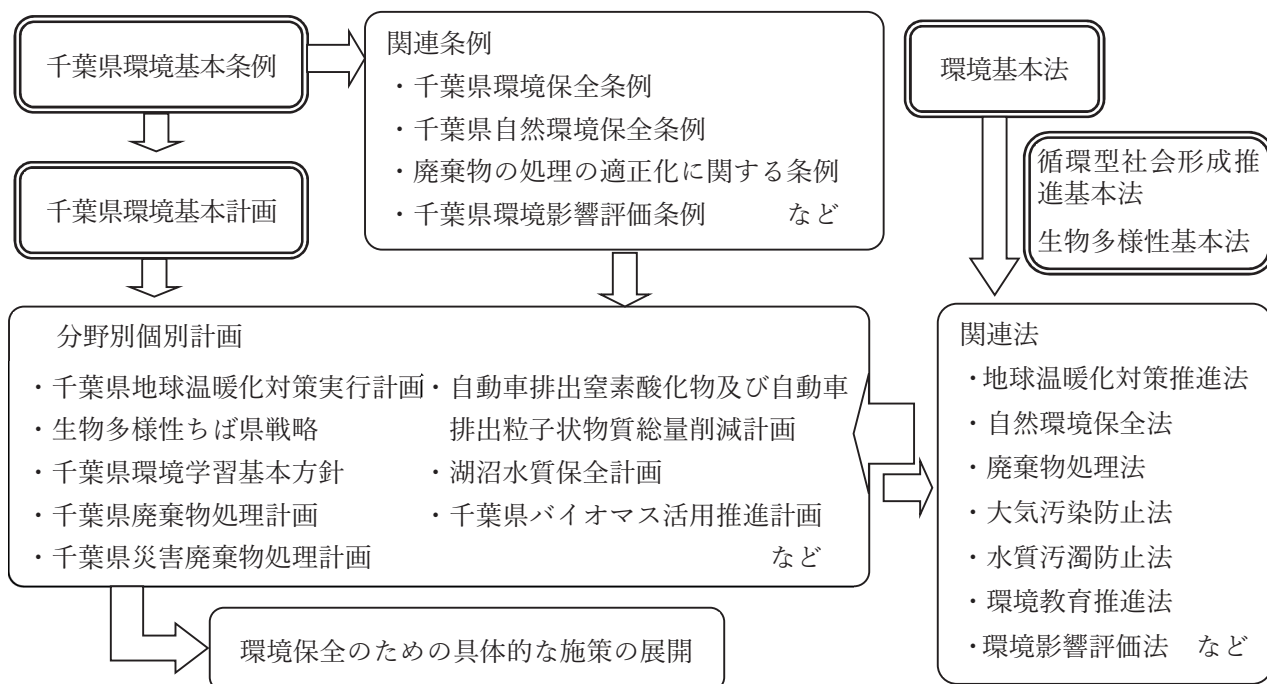 千葉県環境基本条例
千葉県環境基本計画
関連条例
・千葉県環境保全条例
・千葉県自然環境保全条例
・廃棄物の処理の適正化に関する条例
・千葉県環境影響評価条例　　など
環境基本法
循環型社会形成推
進基本法
生物多様性基本法
分野別個別計画
・千葉県地球温暖化対策実行計画
・生物多様性ちば県戦略
・千葉県環境学習基本方針
・千葉県廃棄物処理計画
・千葉県災害廃棄物処理計画
・自動車排出窒素酸化物及び自動車
排出粒子状物質総量削減計画
・湖沼水質保全計画
・千葉県バイオマス活用推進計画
など
関連法
・地球温暖化対策推進法
・自然環境保全法
・廃棄物処理法
・大気汚染防止法
・水質汚濁防止法
・環境教育推進法
・環境影響評価法　など
環境保全のための具体的な施策の展開